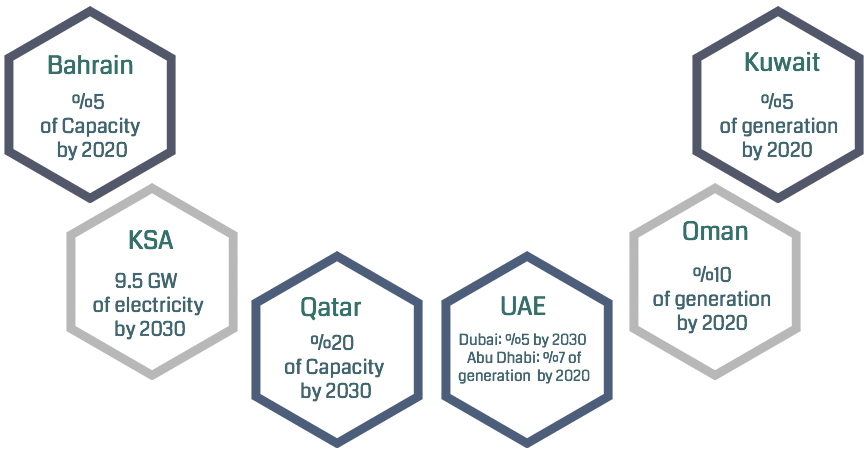 Bahrain
%5
of Capacity
by 2020
KSA
9.5 GW
of electricity
by 2030
Qatar
%20
of Capacity
by 2030
UAE
Dubai: %5 by 2030
Abu Dhabi: %7 of
generation by 2020
Oman
%10
of generation
by 2020
Kuwait
%5
of generation
by 2020